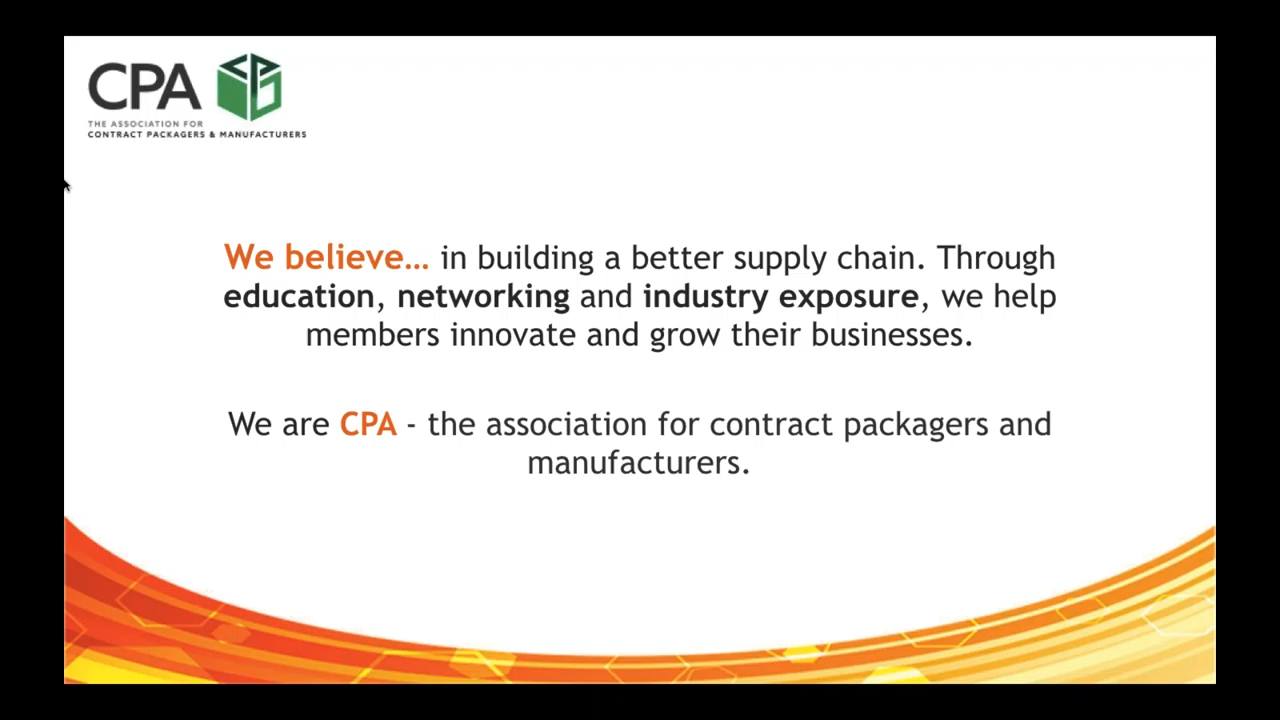 CPA
THE ASSOCIATION FOR
CONTRACT PACKAGERS & MANUFACTURERS
We believe… in building a better supply chain. Through
education, networking and industry exposure, we help
members innovate and grow their businesses.
We are CPA - the association for contract packagers and
manufacturers.